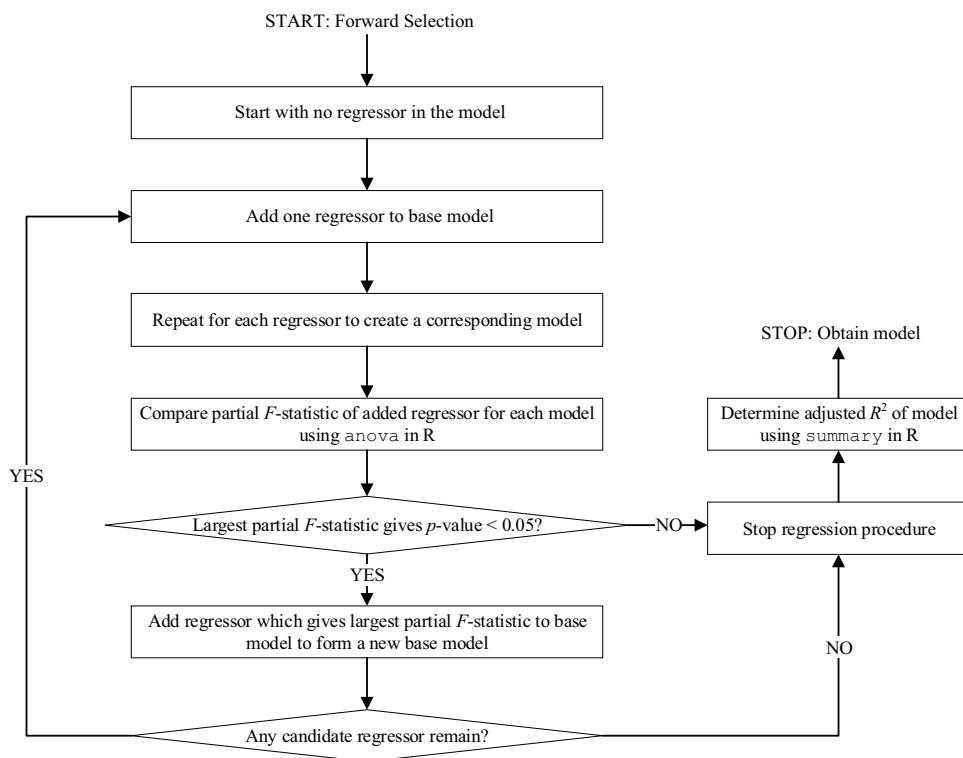 START: Forward Selection
Start with no regressor in the model
Add one regressor to base model
Repeat for each regressor to create a corresponding model
STOP: Obtain model
Compare partial F-statistic of added regressor for each model
using anova in R
Determine adjusted R² of model
using summary in R
YES
Largest partial F-statistic gives p-value < 0.05?
NO
Stop regression procedure
YES
Add regressor which gives largest partial F-statistic to base
model to form a new base model
NO
Any candidate regressor remain?